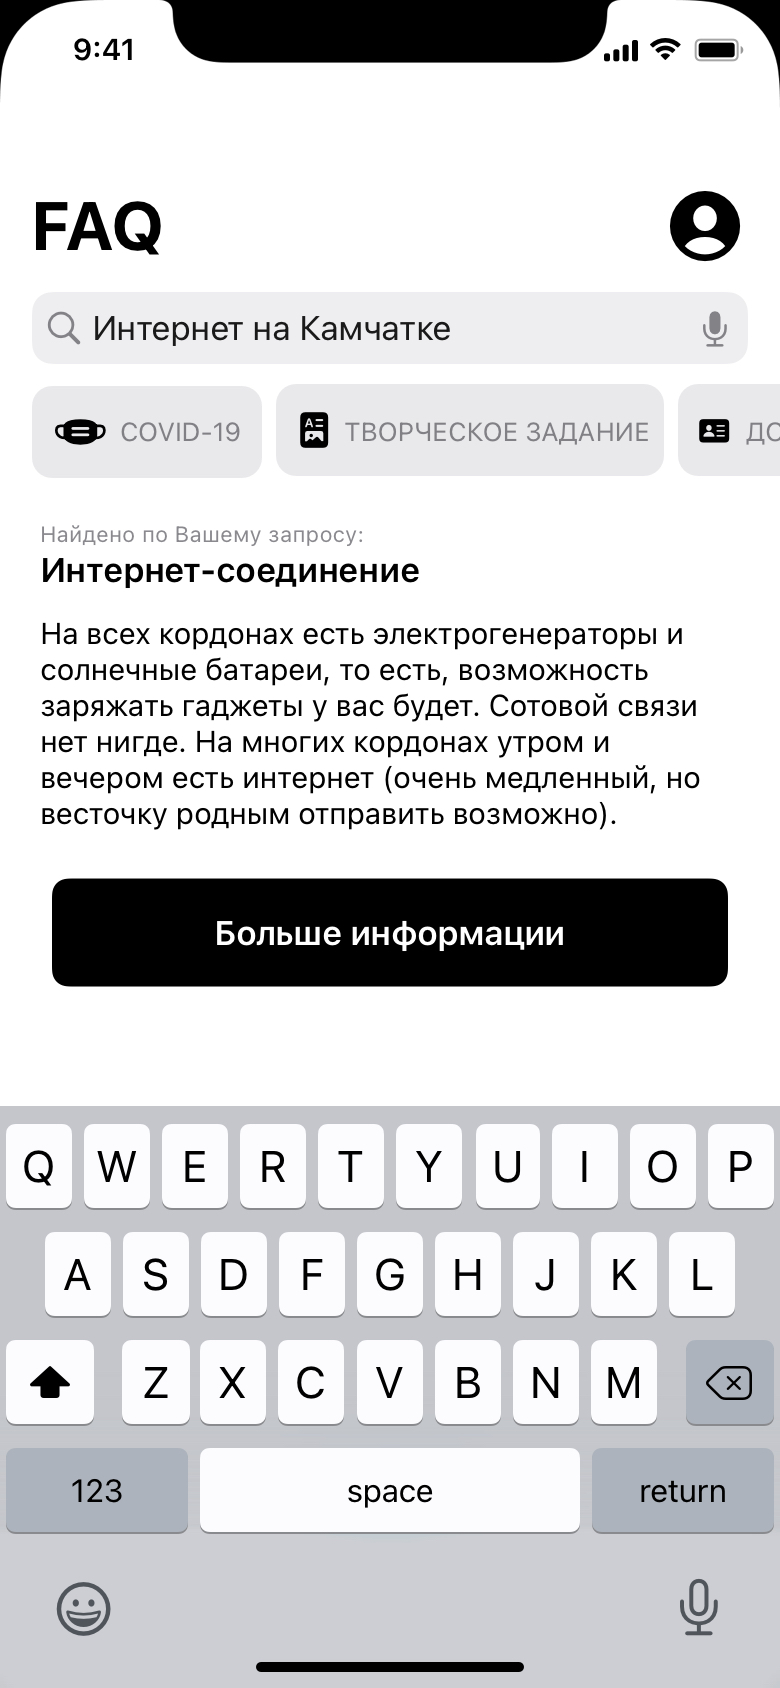 9:41
FAQ
Интернет на Камчатке
COVID-19
ТВОРЧЕСКОЕ ЗАДАНИЕ
ДО
Найдено по Вашему запросу:
Интернет-соединение
На всех кордонах есть электрогенераторы и
солнечные батареи, то есть, возможность
заряжать гаджеты у вас будет. Сотовой связи
нет нигде. На многих кордонах утром и
вечером есть интернет (очень медленный, но
весточку родным отправить возможно).
Больше информации
Q W E R T Y U I O P
A S D F G H J K L
Z X C V B N M
123 space return